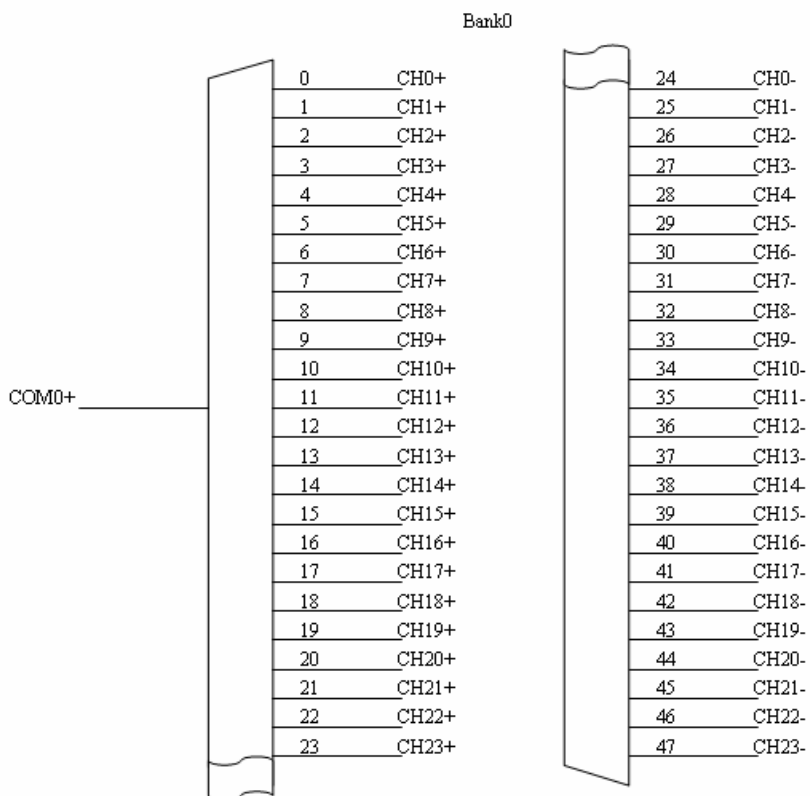 Bank0
0 CH0+ 24 CH0-
1 CH1+ 25 CH1-
2 CH2+ 26 CH2-
3 CH3+ 27 CH3-
4 CH4+ 28 CH4-
5 CH5+ 29 CH5-
6 CH6+ 30 CH6-
7 CH7+ 31 CH7-
8 CH8+ 32 CH8-
9 CH9+ 33 CH9-
10 CH10+ 34 CH10-
COM0+ 11 CH11+ 35 CH11-
12 CH12+ 36 CH12-
13 CH13+ 37 CH13-
14 CH14+ 38 CH14-
15 CH15+ 39 CH15-
16 CH16+ 40 CH16-
17 CH17+ 41 CH17-
18 CH18+ 42 CH18-
19 CH19+ 43 CH19-
20 CH20+ 44 CH20-
21 CH21+ 45 CH21-
22 CH22+ 46 CH22-
23 CH23+ 47 CH23-